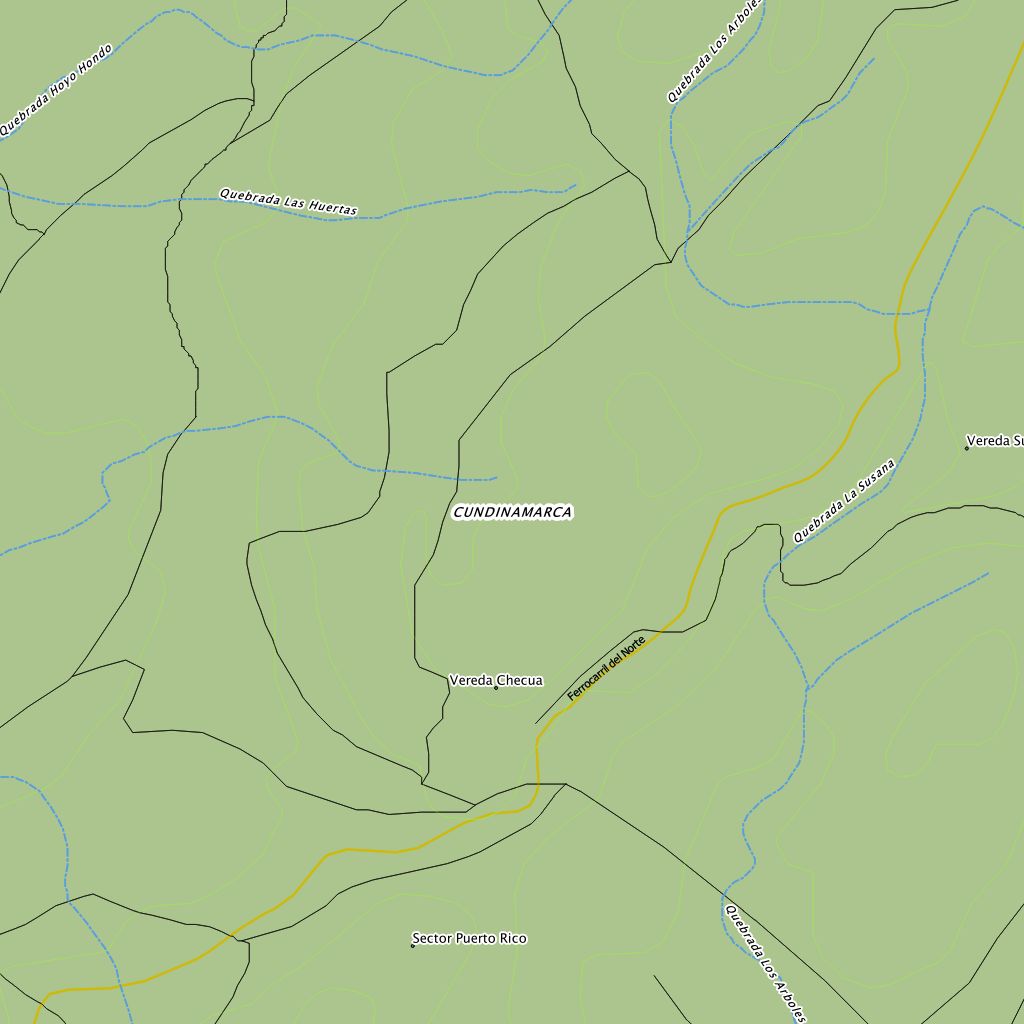 Quebrada Hoyo Hondo
Quebrada Los Arboles
Quebrada Las Huertas
Vereda Su
Quebrada La Susana
CUNDINAMARCA
Ferrocarril del Norte
Vereda Checua
Sector Puerto Rico
Quebrada Los Arboles